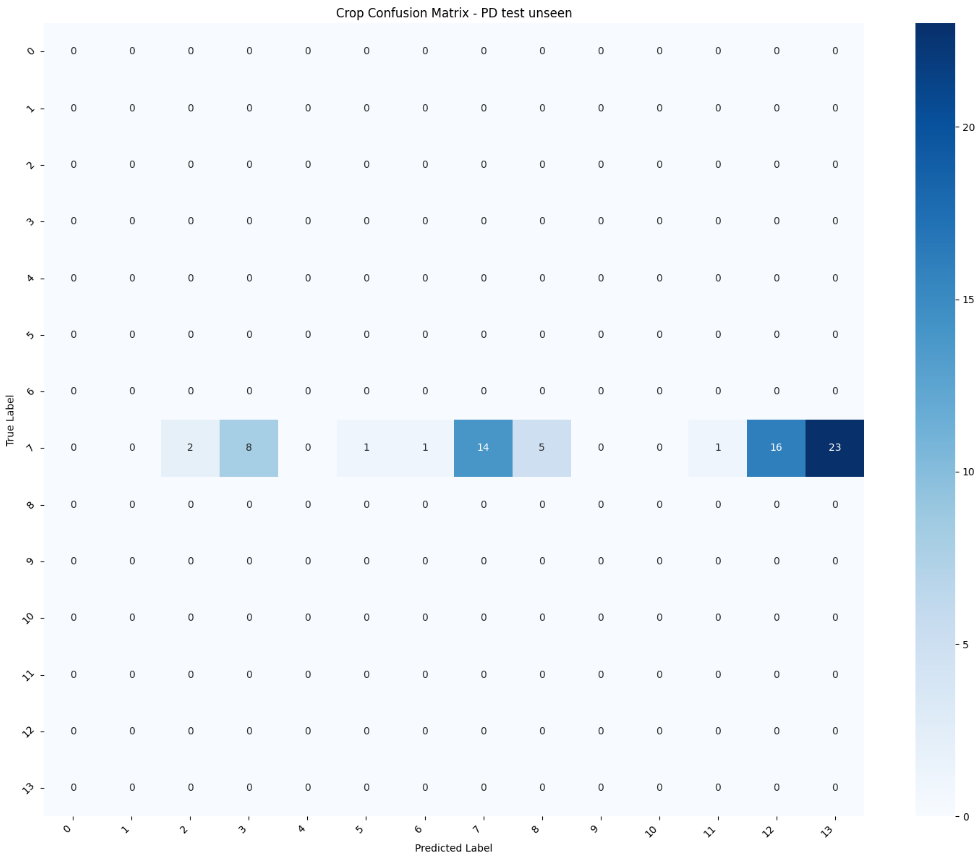 Crop Confusion Matrix - PD test unseen
True Label
0 0 0 0 0 0 0 0 0 0 0 0 0 0 0
1 0 0 0 0 0 0 0 0 0 0 0 0 0 0
2 0 0 0 0 0 0 0 0 0 0 0 0 0 0
3 0 0 0 0 0 0 0 0 0 0 0 0 0 0
4 0 0 0 0 0 0 0 0 0 0 0 0 0 0
5 0 0 0 0 0 0 0 0 0 0 0 0 0 0
6 0 0 0 0 0 0 0 0 0 0 0 0 0 0
7 0 0 2 8 0 1 1 14 5 0 0 1 16 23
8 0 0 0 0 0 0 0 0 0 0 0 0 0 0
9 0 0 0 0 0 0 0 0 0 0 0 0 0 0
10 0 0 0 0 0 0 0 0 0 0 0 0 0 0
11 0 0 0 0 0 0 0 0 0 0 0 0 0 0
12 0 0 0 0 0 0 0 0 0 0 0 0 0 0
13 0 0 0 0 0 0 0 0 0 0 0 0 0 0
0 1 2 3 4 5 6 7 8 9 10 11 12 13
Predicted Label
20
15
10
5
0